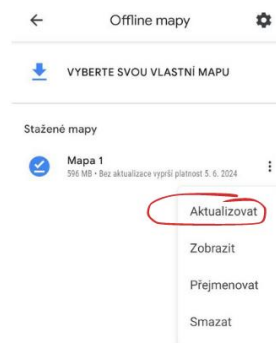 Offline mapy
VYBERTE SVOU VLASTNÍ MAPU
Stažené mapy
Mapa 1
596 MB • Bez aktualizace vyprší platnost 5. 6. 2024
Aktualizovat
Zobrazit
Přejmenovat
Smazat